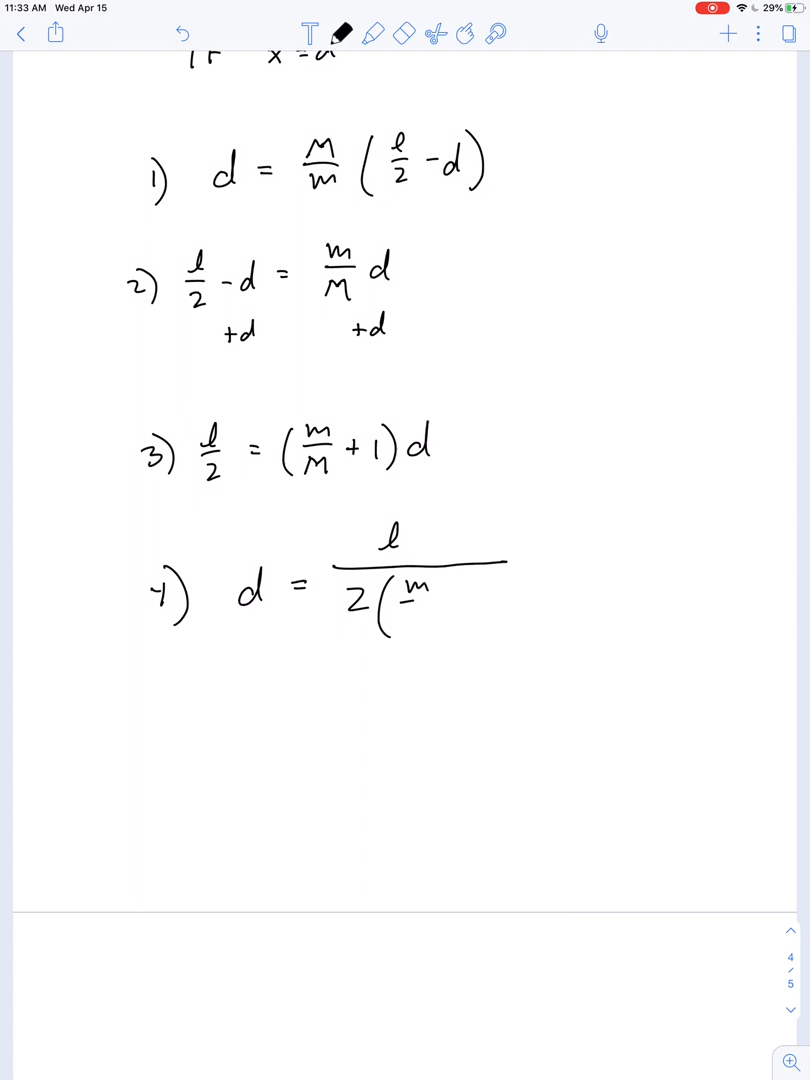 11:33 AM Wed Apr 15
29%
T
1) d = M/m ( l/2 - d )
2) l/2 - d = m/M d
+d +d
3) l/2 = ( m/M + 1 ) d
l
4) d = ―
2 ( m
4
/
5